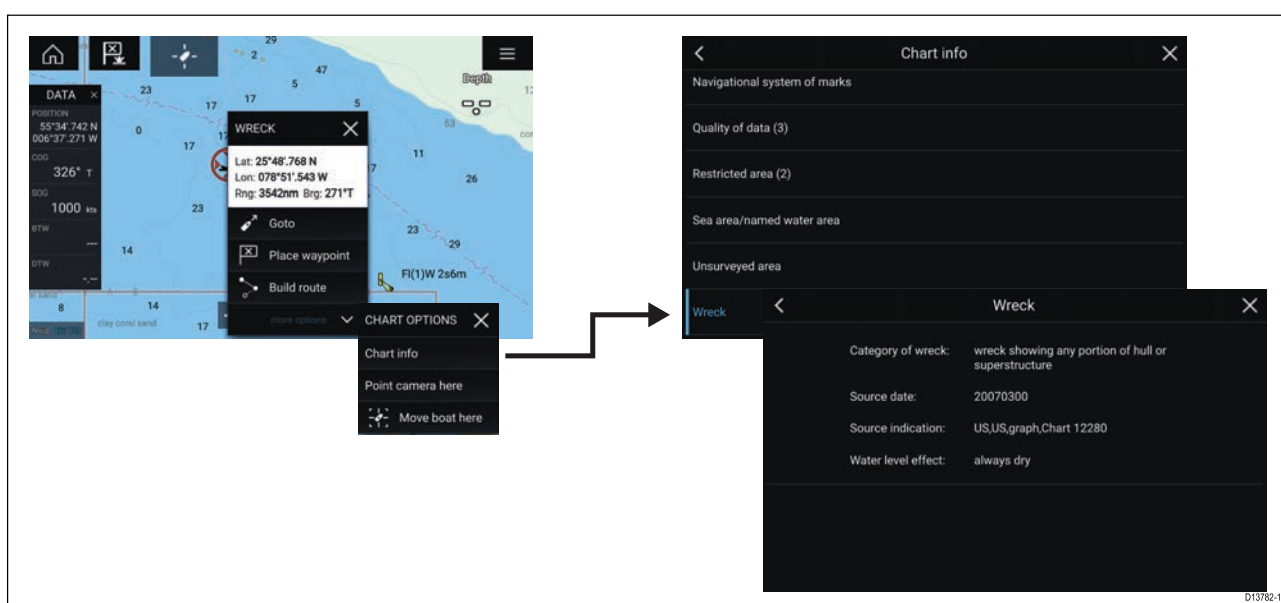 29
2
47
5
Depth
DATA ×
POSITION
55°34'.742 N
006°37'.271 W
COG
326° T
SOG
1000 kts
BTW
---
DTW
-.--
23
17
17
5
53
0
17
11
26
23
23
29
14
Fl(1)W 2s6m
8
14
clay coral sand
17
WRECK
Lat: 25°48'.768 N
Lon: 078°51'.543 W
Rng: 3542nm Brg: 271°T
Goto
Place waypoint
Build route
more options
CHART OPTIONS
Chart info
Point camera here
Move boat here
Chart info
Navigational system of marks
Quality of data (3)
Restricted area (2)
Sea area/named water area
Unsurveyed area
Wreck
Wreck
Category of wreck: wreck showing any portion of hull or
superstructure
Source date: 20070300
Source indication: US,US,graph,Chart 12280
Water level effect: always dry
D13782-1